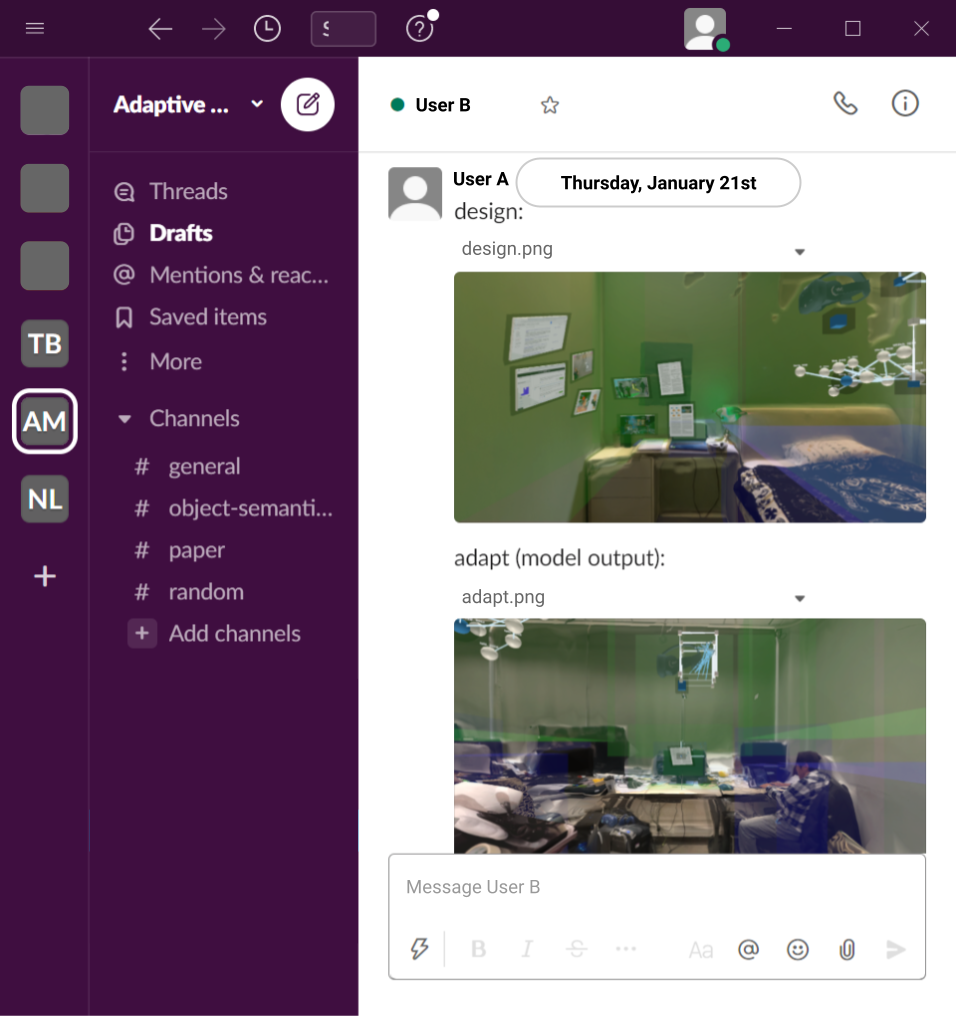 S
Adaptive ...
Threads
Drafts
Mentions & reac...
Saved items
More
Channels
# general
# object-semanti...
# paper
# random
+ Add channels
TB
AM
NL
+
User B
User A
Thursday, January 21st
design:
design.png
adapt (model output):
adapt.png
Message User B
B I S ... Aa @